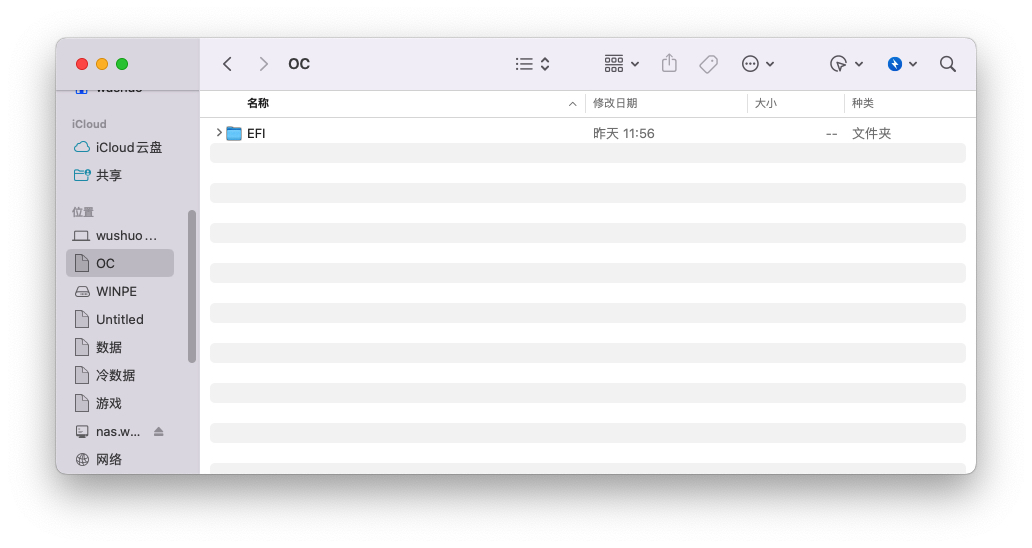 OC
iCloud
iCloud云盘
共享
位置
wushuo...
OC
WINPE
Untitled
数据
冷数据
游戏
nas.w...
网络
名称 修改日期 大小 种类
EFI 昨天 11:56 -- 文件夹